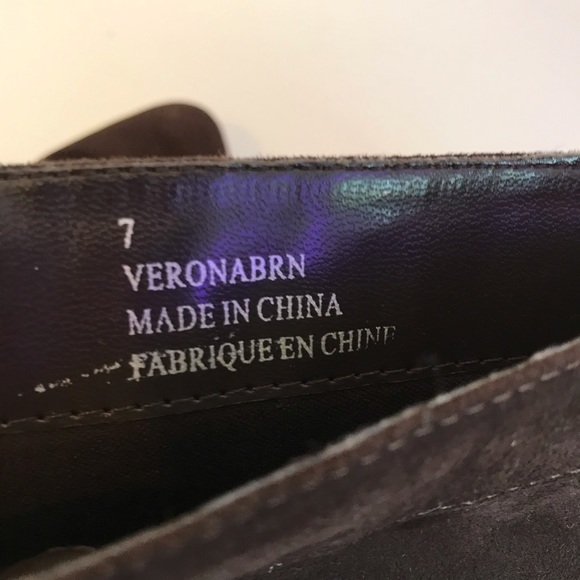 7
VERONABRN
MADE IN CHINA
FABRIQUE EN CHINE